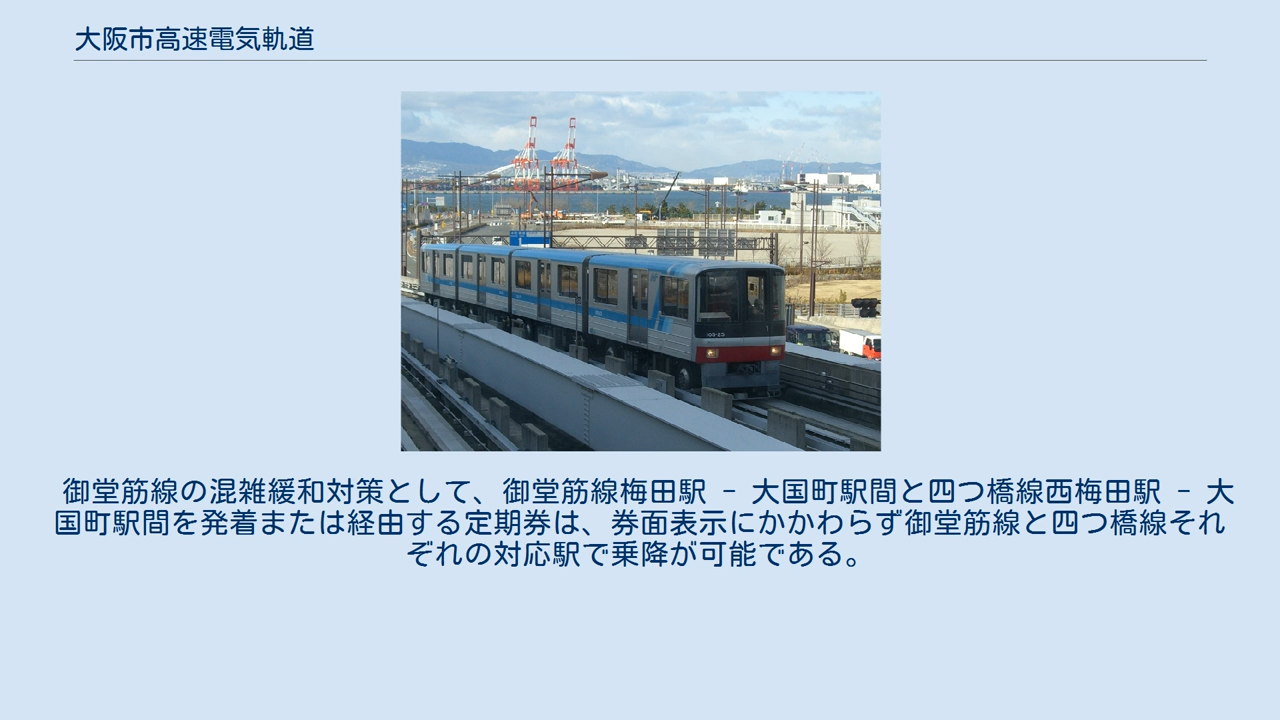 大阪市高速電気軌道
御堂筋線の混雑緩和対策として、御堂筋線梅田駅 - 大国町駅間と四つ橋線西梅田駅 - 大
国町駅間を発着または経由する定期券は、券面表示にかかわらず御堂筋線と四つ橋線それ
ぞれの対応駅で乗降が可能である。